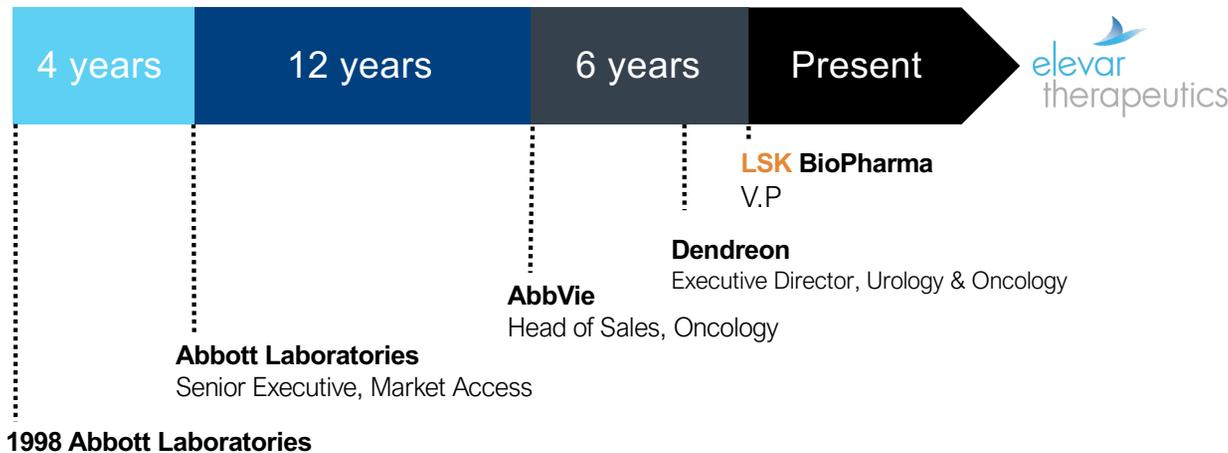 4 years
12 years
6 years
Present
elevar
therapeutics
LSK BioPharma
V.P
Dendreon
Executive Director, Urology & Oncology
AbbVie
Head of Sales, Oncology
Abbott Laboratories
Senior Executive, Market Access
1998 Abbott Laboratories